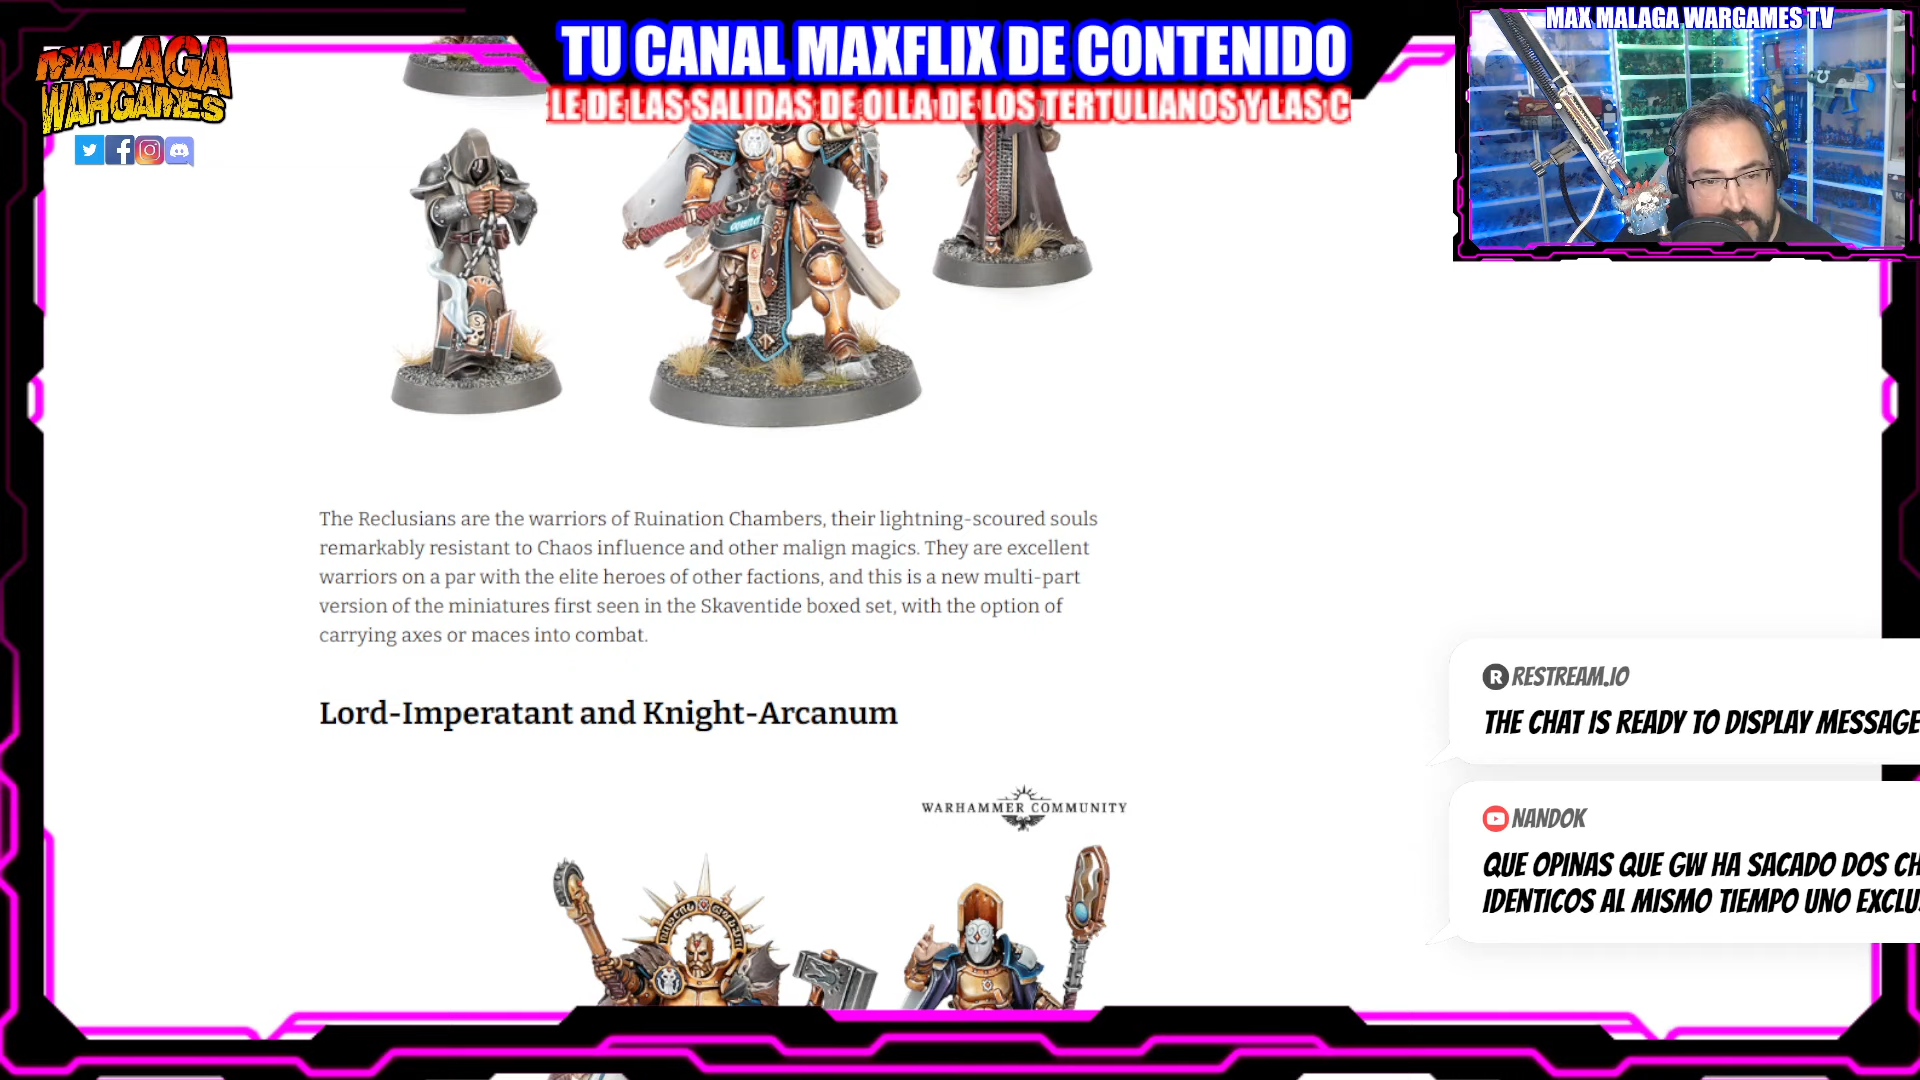 MALAGA
WARGAMES
TU CANAL MAXFLIX DE CONTENIDO
LE DE LAS SALIDAS DE OLLA DE LOS TERTULIANOS Y LAS C
MAX MALAGA WARGAMES TV
The Reclusians are the warriors of Ruination Chambers, their lightning-scoured souls
remarkably resistant to Chaos influence and other malign magics. They are excellent
warriors on a par with the elite heroes of other factions, and this is a new multi-part
version of the miniatures first seen in the Skaventide boxed set, with the option of
carrying axes or maces into combat.
Lord-Imperatant and Knight-Arcanum
WARHAMMER COMMUNITY
RESTREAM.IO
THE CHAT IS READY TO DISPLAY MESSAGE
NANDOK
QUE OPINAS QUE GW HA SACADO DOS CH
IDENTICOS AL MISMO TIEMPO UNO EXCLU